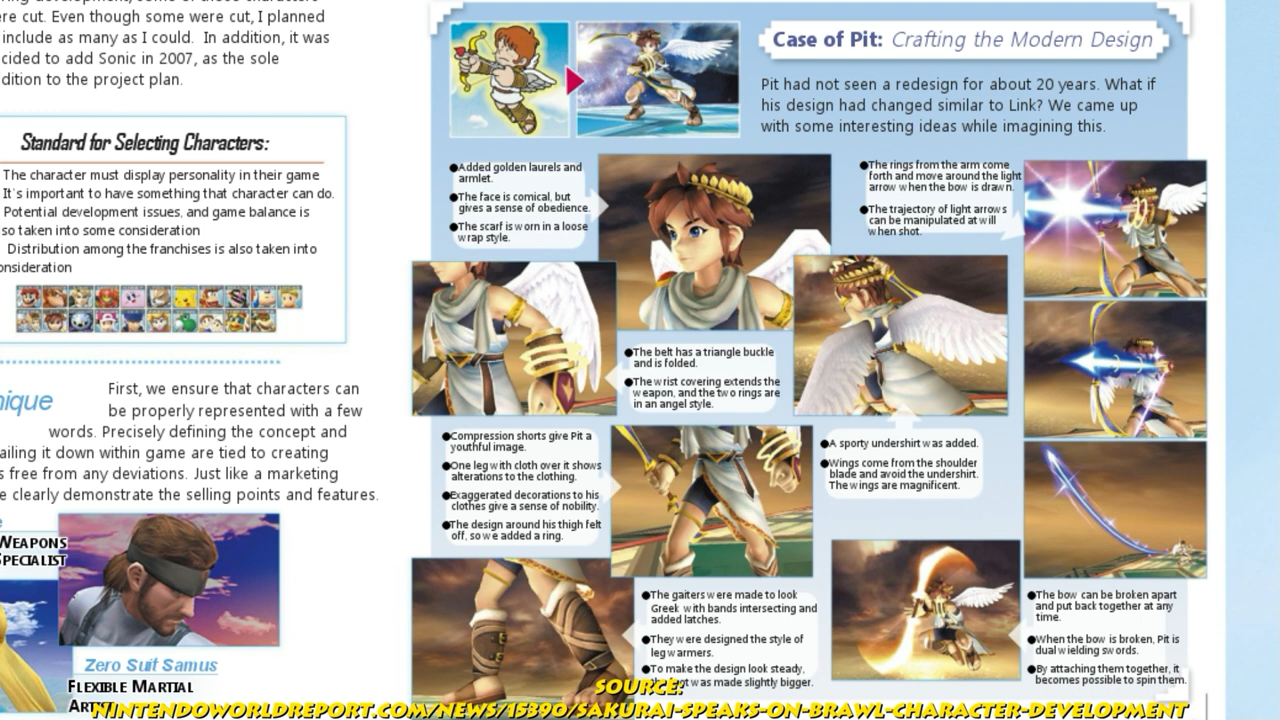 ere cut. Even though some were cut, I planned
include as many as I could. In addition, it was
cided to add Sonic in 2007, as the sole
dition to the project plan.
Standard for Selecting Characters:
The character must display personality in their game
It's important to have something that character can do.
Potential development issues, and game balance is
so taken into some consideration
Distribution among the franchises is also taken into
onsideration
nique
First, we ensure that characters can
be properly represented with a few
words. Precisely defining the concept and
ailing it down within game are tied to creating
s free from any deviations. Just like a marketing
e clearly demonstrate the selling points and features.
WEAPONS
SPECIALIST
Zero Suit Samus
FLEXIBLE MARTIAL
Case of Pit: Crafting the Modern Design
Pit had not seen a redesign for about 20 years. What if
his design had changed similar to Link? We came up
with some interesting ideas while imagining this.
●Added golden laurels and
armlet.
●The face is comical, but
gives a sense of obedience.
●The scarf is worn in a loose
wrap style.
●The rings from the arm come
forth and move around the light
arrow when the bow is drawn.
●The trajectory of light arrows
can be manipulated at will
when shot.
●The belt has a triangle buckle
and is folded.
●The wrist covering extends the
weapon, and the two rings are
in an angel style.
●Compression shorts give Pit a
youthful image.
●One leg with cloth over it shows
alterations to the clothing.
●Exaggerated decorations to his
clothes give a sense of nobility.
●The design around his thigh felt
off, so we added a ring.
●A sporty undershirt was added.
●Wings come from the shoulder
blade and avoid the undershirt.
The wings are magnificent.
●The gaiters were made to look
Greek with bands intersecting and
added latches.
●They were designed the style of
leg warmers.
●To make the design look steady,
was made slightly bigger.
●The bow can be broken apart
and put back together at any
time.
●When the bow is broken, Pit is
dual wielding swords.
●By attaching them together, it
becomes possible to spin them.
SOURCE:
NINTENDOWORLDREPORT.COM/NEWS/15390/SAKURAI-SPEAKS-ON-BRAWL-CHARACTER-DEVELOPMENT